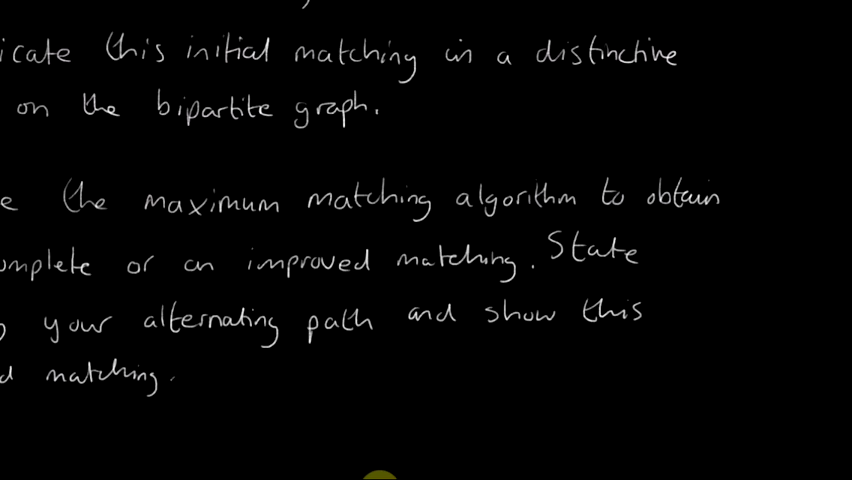 icate this initial matching in a distinctive
on the bipartite graph.
e the maximum matching algorithm to obtain
omplete or an improved matching. State
your alternating path and show this
d matching.